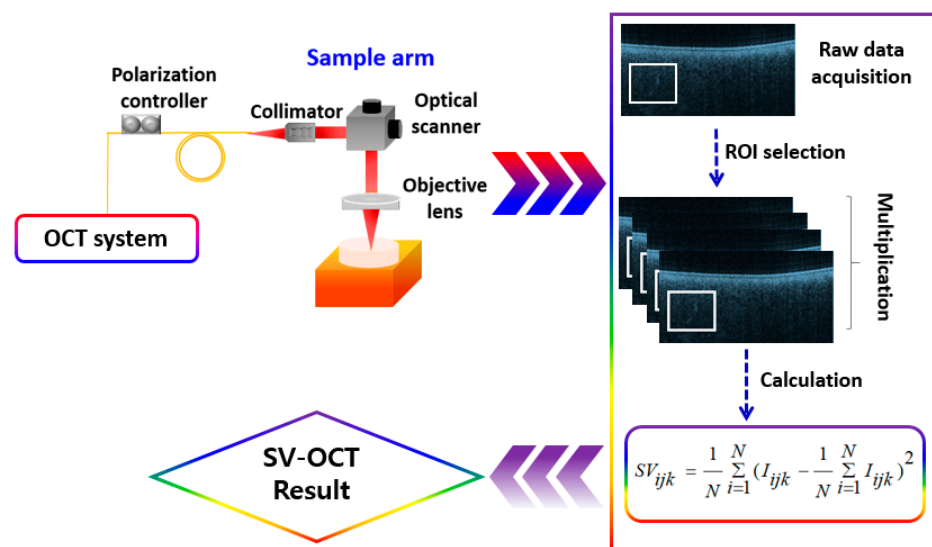 Sample arm
Polarization
controller
Collimator
Optical
scanner
Objective
lens
OCT system
Raw data
acquisition
ROI selection
Multiplication
Calculation
SV_{ijk} = \frac{1}{N} \sum_{i=1}^{N} (I_{ijk} - \frac{1}{N} \sum_{i=1}^{N} I_{ijk})^2
SV-OCT
Result